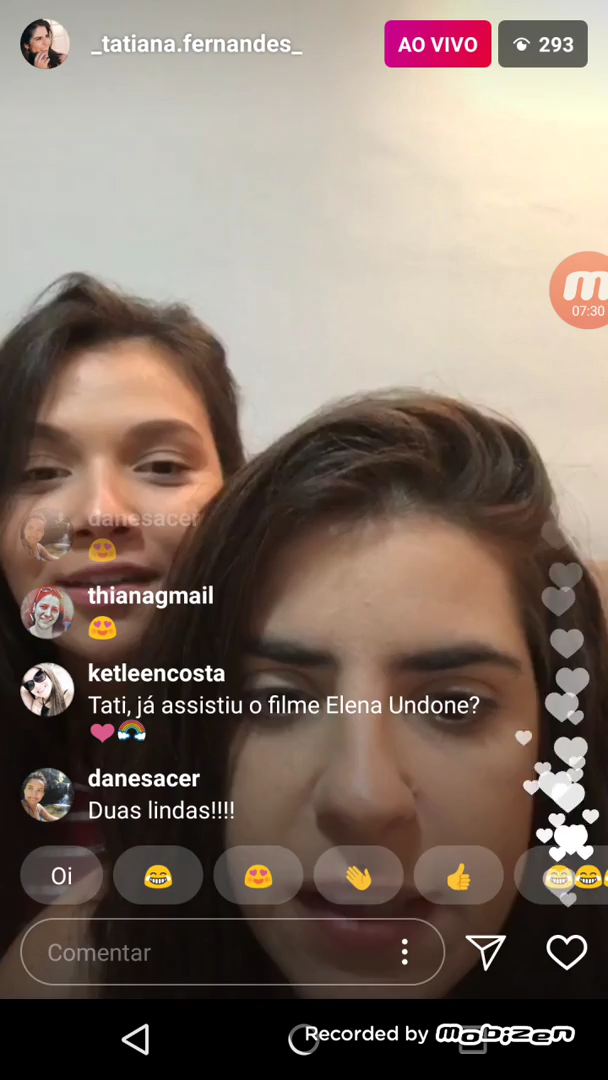 _tatiana.fernandes_
AO VIVO
293
07:30
danesacer
😍
thianagmail
😍
ketleencosta
Tati, já assistiu o filme Elena Undone?
❤️🌈
danesacer
Duas lindas!!!!
Oi 😂 😍 👏 👍 😂😂
Comentar
Recorded by mobizen